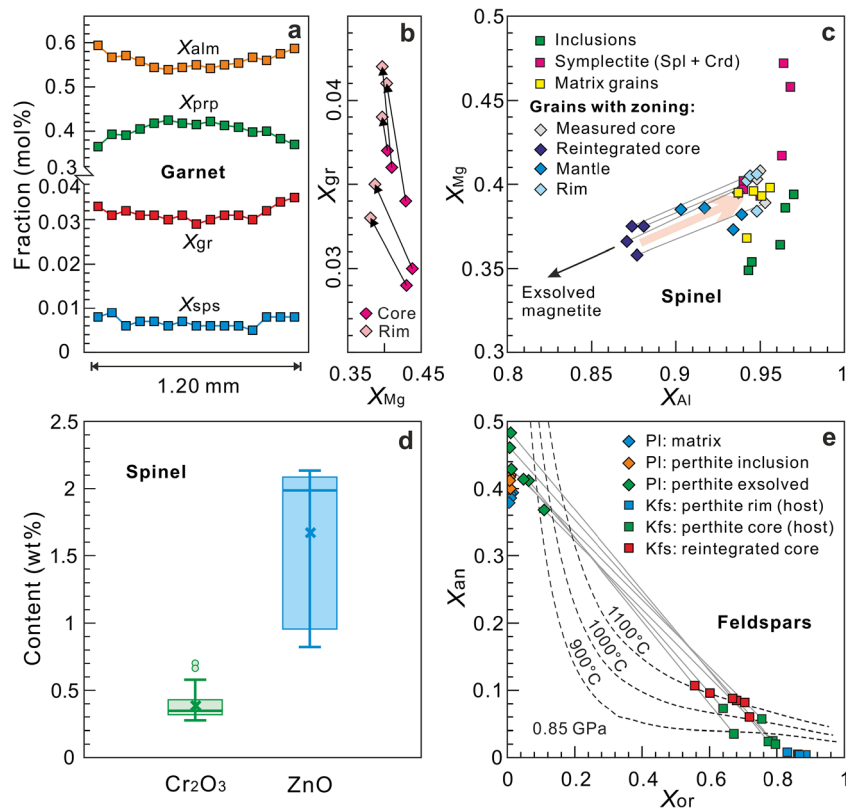 a
Fraction (mol%)
0.6
0.5
0.4
0.3
0.04
0.03
0.01
0
Xalm
Xprp
Garnet
Xgr
Xsps
1.20 mm
b
Xgr
0.04
0.03
Core
Rim
0.35
0.45
XMg
c
XMg
0.5
0.45
0.4
0.35
0.3
Inclusions
Symplectite (Spl + Crd)
Matrix grains
Grains with zoning:
Measured core
Reintegrated core
Mantle
Rim
Exsolved
magnetite
Spinel
0.8
0.85
0.9
0.95
1
XAl
d
Content (wt%)
2.5
2
1.5
1
0.5
0
Spinel
Cr₂O₃
ZnO
e
Xan
0.5
0.4
0.3
0.2
0.1
0
Pl: matrix
Pl: perthite inclusion
Pl: perthite exsolved
Kfs: perthite rim (host)
Kfs: perthite core (host)
Kfs: reintegrated core
Feldspars
1100°C
1000°C
900°C
0.85 GPa
0
0.2
0.4
0.6
0.8
1
Xor